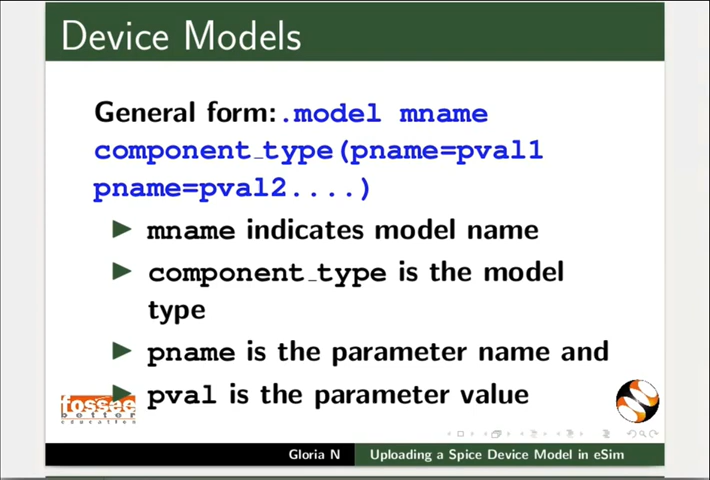 Device Models
General form:.model mname
component_type(pname=pval1
pname=pval2....)
mname indicates model name
component_type is the model
type
pname is the parameter name and
pval is the parameter value
fossee
better
education
Gloria N
Uploading a Spice Device Model in eSim